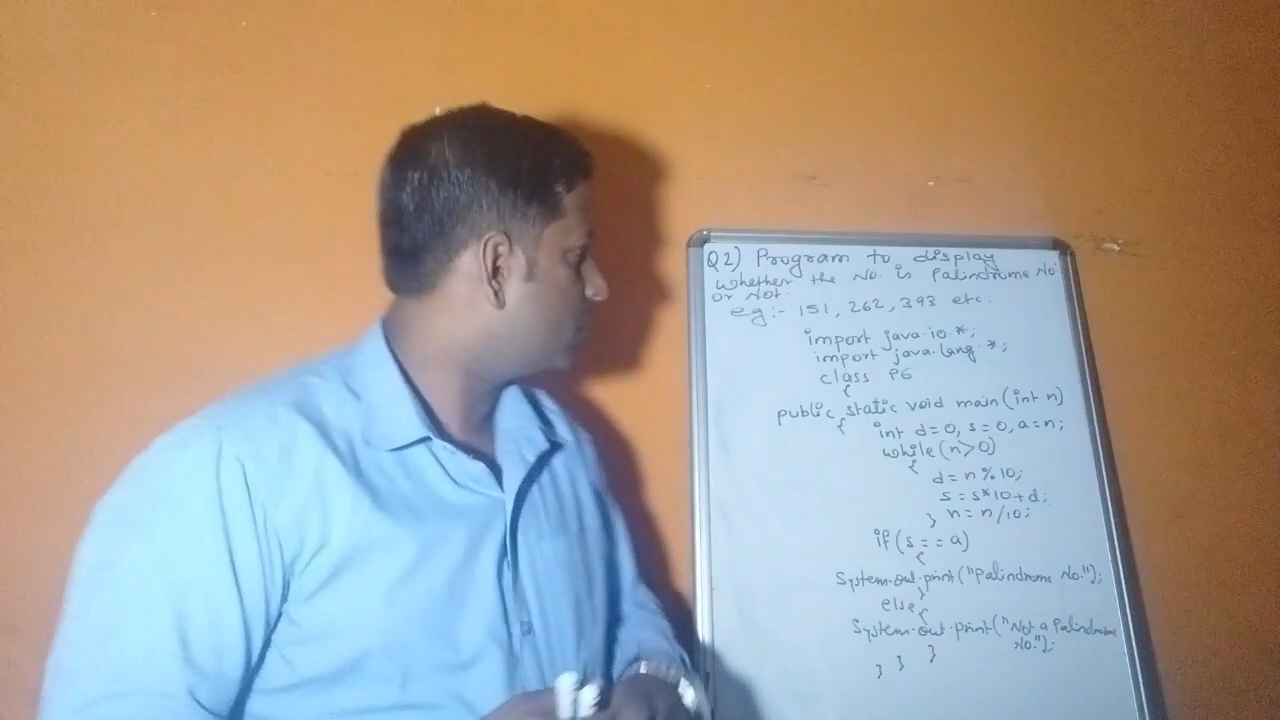 Q2) Program to display
whether the No. is Palindrome No.
or Not.
eg:- 151, 262, 393 etc.
import java.io.*;
import java.lang.*;
class P6
{
public static void main(int n)
{ int d=0, s=0, a=n;
while(n>0)
{
d=n%10;
s=s*10+d;
} n=n/10;
if(s==a)
{
System.out.print("Palindrome No.");
}
else{
System.out.print("Not a Palindrome
No.");
} } }